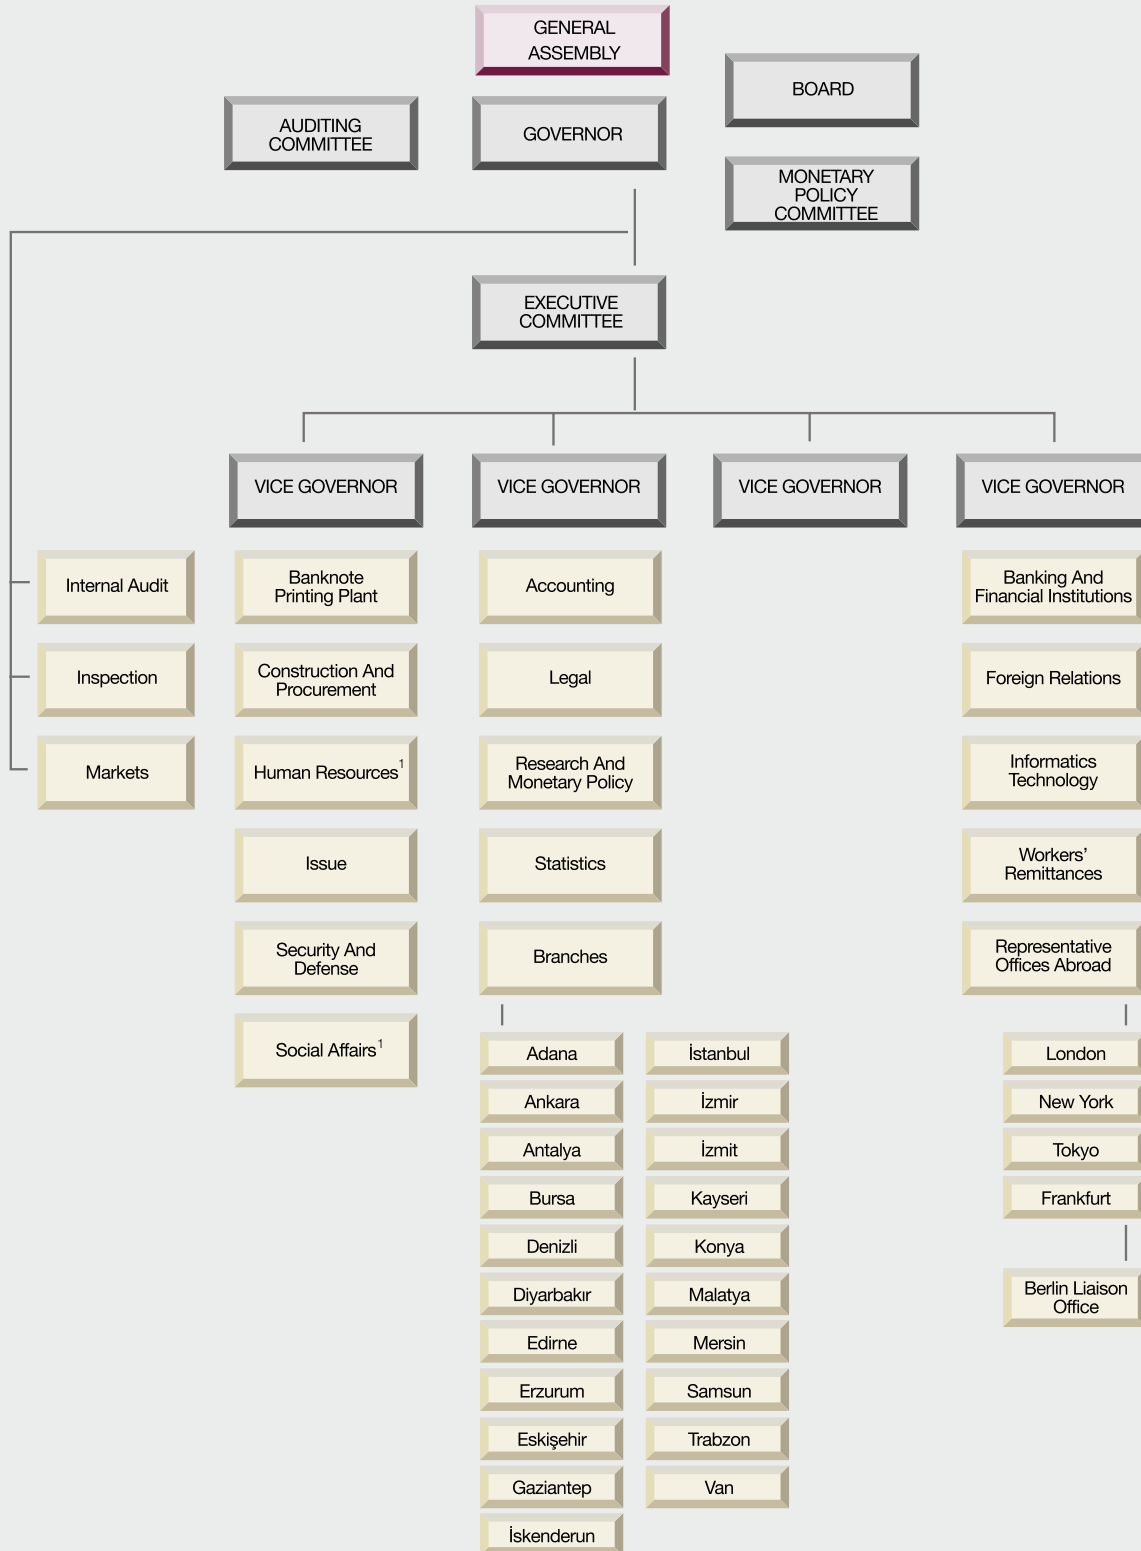 GENERAL
ASSEMBLY
BOARD
AUDITING
COMMITTEE
GOVERNOR
MONETARY
POLICY
COMMITTEE
EXECUTIVE
COMMITTEE
VICE GOVERNOR
VICE GOVERNOR
VICE GOVERNOR
VICE GOVERNOR
Internal Audit
Inspection
Markets
Banknote
Printing Plant
Construction And
Procurement
Human Resources¹
Issue
Security And
Defense
Social Affairs¹
Accounting
Legal
Research And
Monetary Policy
Statistics
Branches
Adana
Ankara
Antalya
Bursa
Denizli
Diyarbakır
Edirne
Erzurum
Eskişehir
Gaziantep
İskenderun
İstanbul
İzmir
İzmit
Kayseri
Konya
Malatya
Mersin
Samsun
Trabzon
Van
Banking And
Financial Institutions
Foreign Relations
Informatics
Technology
Workers’
Remittances
Representative
Offices Abroad
London
New York
Tokyo
Frankfurt
Berlin Liaison
Office